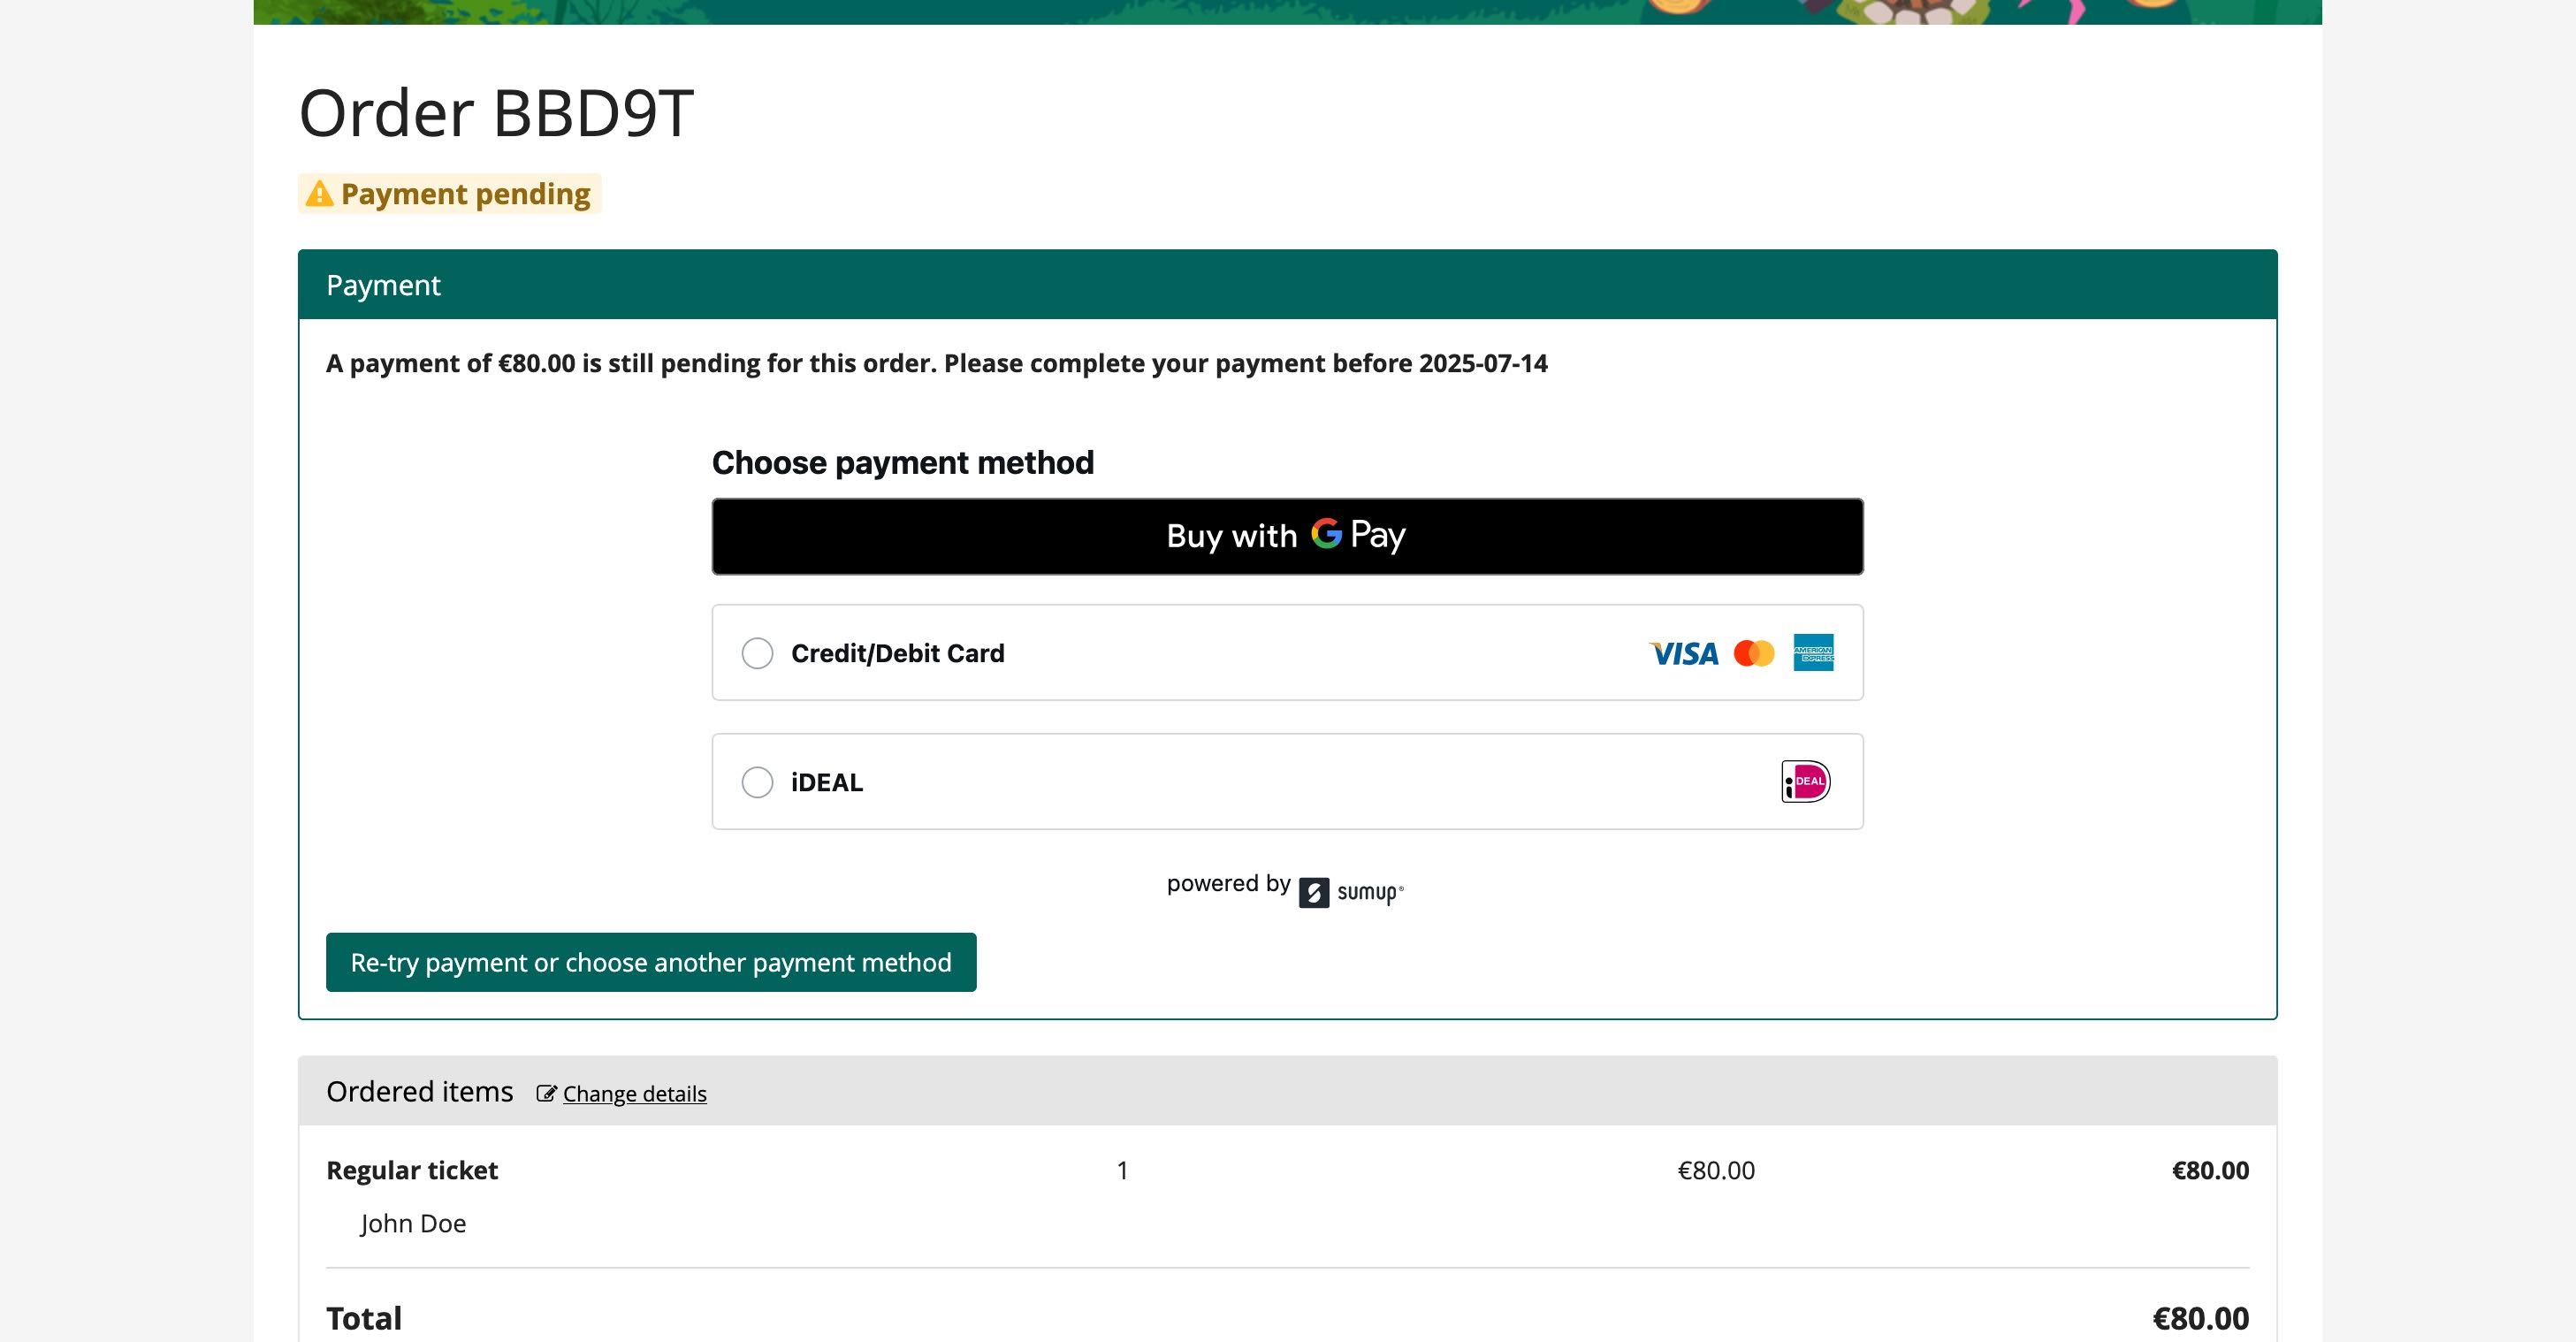 Order BBD9T
Payment pending
Payment
A payment of €80.00 is still pending for this order. Please complete your payment before 2025-07-14
Choose payment method
Buy with G Pay
Credit/Debit Card VISA AMERICAN EXPRESS
iDEAL iDEAL
powered by sumup®
Re-try payment or choose another payment method
Ordered items Change details
Regular ticket 1 €80.00 €80.00
John Doe
Total €80.00